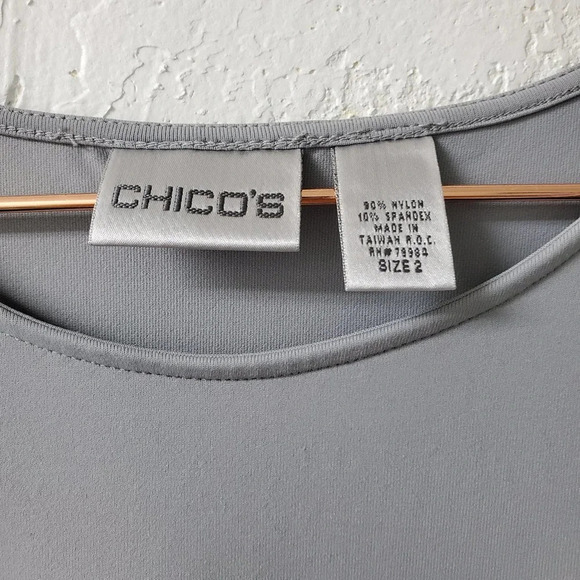 CHICO'S
90% NYLON
10% SPANDEX
MADE IN
TAIWAN R.O.C.
RN#79984
SIZE 2